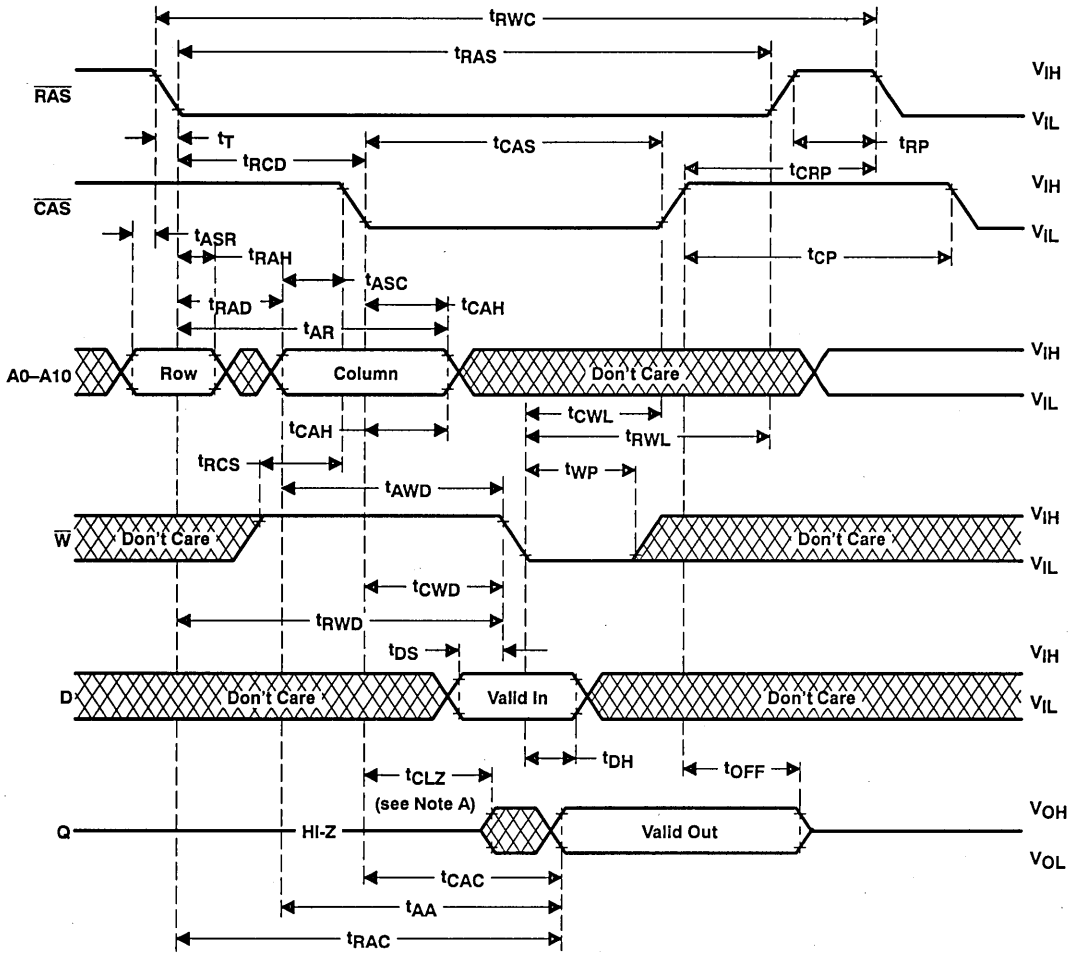 tRWC
tRAS
RAS
VIH
VIL
tT
tRCD
tCAS
tRP
tCRP
CAS
VIH
VIL
tASR
tRAH
tCP
tASC
tRAD
tCAH
tAR
A0–A10
Row
Column
Don't Care
VIH
VIL
tCAH
tCWL
tRWL
tRCS
tWP
tAWD
W
Don't Care
Don't Care
VIH
VIL
tCWD
tRWD
tDS
D
Don't Care
Valid In
Don't Care
VIH
VIL
tDH
tCLZ
tOFF
(see Note A)
Q
HI-Z
Valid Out
VOH
VOL
tCAC
tAA
tRAC